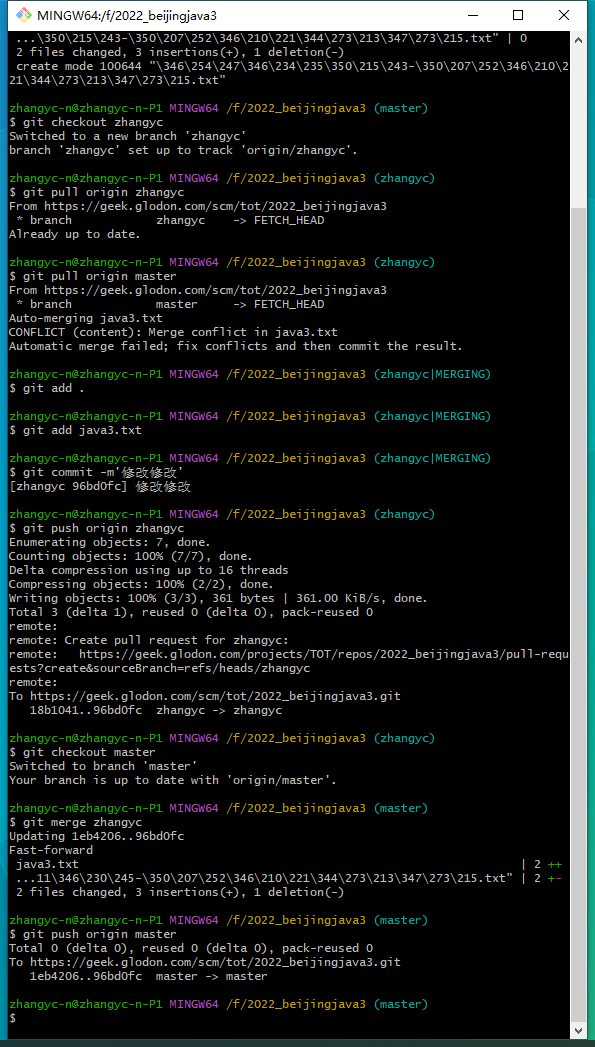 MINGW64:/f/2022_beijingjava3
...\350\215\243-\350\207\252\346\210\221\344\273\213\347\273\215.txt" | 0
2 files changed, 3 insertions(+), 1 deletion(-)
create mode 100644 "\346\254\247\346\234\235\350\215\243-\350\207\252\346\210\2
21\344\273\213\347\273\215.txt"
zhangyc-n@zhangyc-n-P1 MINGW64 /f/2022_beijingjava3 (master)
$ git checkout zhangyc
Switched to a new branch 'zhangyc'
branch 'zhangyc' set up to track 'origin/zhangyc'.
zhangyc-n@zhangyc-n-P1 MINGW64 /f/2022_beijingjava3 (zhangyc)
$ git pull origin zhangyc
From https://geek.glodon.com/scm/tot/2022_beijingjava3
* branch zhangyc -> FETCH_HEAD
Already up to date.
zhangyc-n@zhangyc-n-P1 MINGW64 /f/2022_beijingjava3 (zhangyc)
$ git pull origin master
From https://geek.glodon.com/scm/tot/2022_beijingjava3
* branch master -> FETCH_HEAD
Auto-merging java3.txt
CONFLICT (content): Merge conflict in java3.txt
Automatic merge failed; fix conflicts and then commit the result.
zhangyc-n@zhangyc-n-P1 MINGW64 /f/2022_beijingjava3 (zhangyc|MERGING)
$ git add .
zhangyc-n@zhangyc-n-P1 MINGW64 /f/2022_beijingjava3 (zhangyc|MERGING)
$ git add java3.txt
zhangyc-n@zhangyc-n-P1 MINGW64 /f/2022_beijingjava3 (zhangyc|MERGING)
$ git commit -m'修改修改'
[zhangyc 96bd0fc] 修改修改
zhangyc-n@zhangyc-n-P1 MINGW64 /f/2022_beijingjava3 (zhangyc)
$ git push origin zhangyc
Enumerating objects: 7, done.
Counting objects: 100% (7/7), done.
Delta compression using up to 16 threads
Compressing objects: 100% (2/2), done.
Writing objects: 100% (3/3), 361 bytes | 361.00 KiB/s, done.
Total 3 (delta 1), reused 0 (delta 0), pack-reused 0
remote:
remote: Create pull request for zhangyc:
remote: https://geek.glodon.com/projects/TOT/repos/2022_beijingjava3/pull-requ
ests?create&sourceBranch=refs/heads/zhangyc
remote:
To https://geek.glodon.com/scm/tot/2022_beijingjava3.git
18b1041..96bd0fc zhangyc -> zhangyc
zhangyc-n@zhangyc-n-P1 MINGW64 /f/2022_beijingjava3 (zhangyc)
$ git checkout master
Switched to branch 'master'
Your branch is up to date with 'origin/master'.
zhangyc-n@zhangyc-n-P1 MINGW64 /f/2022_beijingjava3 (master)
$ git merge zhangyc
Updating 1eb4206..96bd0fc
Fast-forward
java3.txt | 2 ++
...11\346\230\245-\350\207\252\346\210\221\344\273\213\347\273\215.txt" | 2 +-
2 files changed, 3 insertions(+), 1 deletion(-)
zhangyc-n@zhangyc-n-P1 MINGW64 /f/2022_beijingjava3 (master)
$ git push origin master
Total 0 (delta 0), reused 0 (delta 0), pack-reused 0
To https://geek.glodon.com/scm/tot/2022_beijingjava3.git
1eb4206..96bd0fc master -> master
zhangyc-n@zhangyc-n-P1 MINGW64 /f/2022_beijingjava3 (master)
$